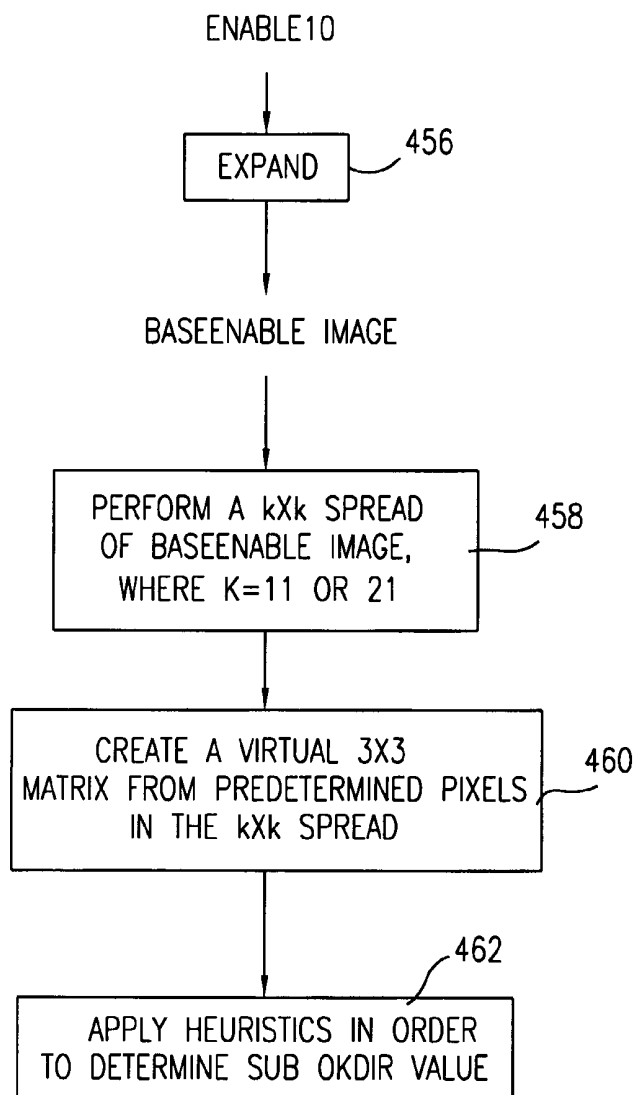 ENABLE10
EXPAND
456
BASEENABLE IMAGE
PERFORM A kXk SPREAD
OF BASEENABLE IMAGE,
WHERE K=11 OR 21
458
CREATE A VIRTUAL 3X3
MATRIX FROM PREDETERMINED PIXELS
IN THE kXk SPREAD
460
462
APPLY HEURISTICS IN ORDER
TO DETERMINE SUB OKDIR VALUE